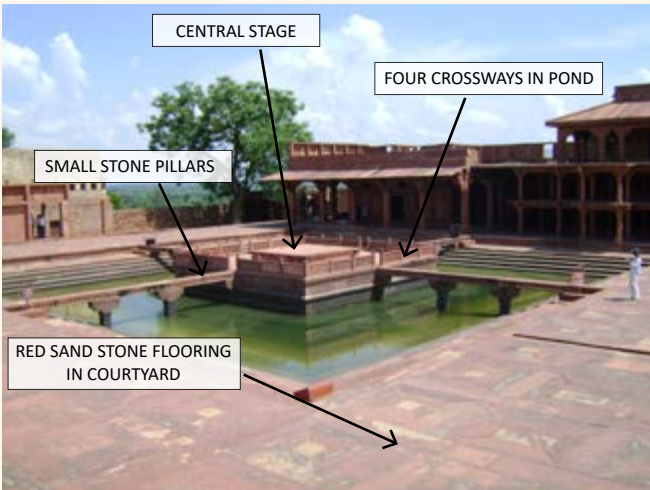 CENTRAL STAGE
FOUR CROSSWAYS IN POND
SMALL STONE PILLARS
RED SAND STONE FLOORING
IN COURTYARD